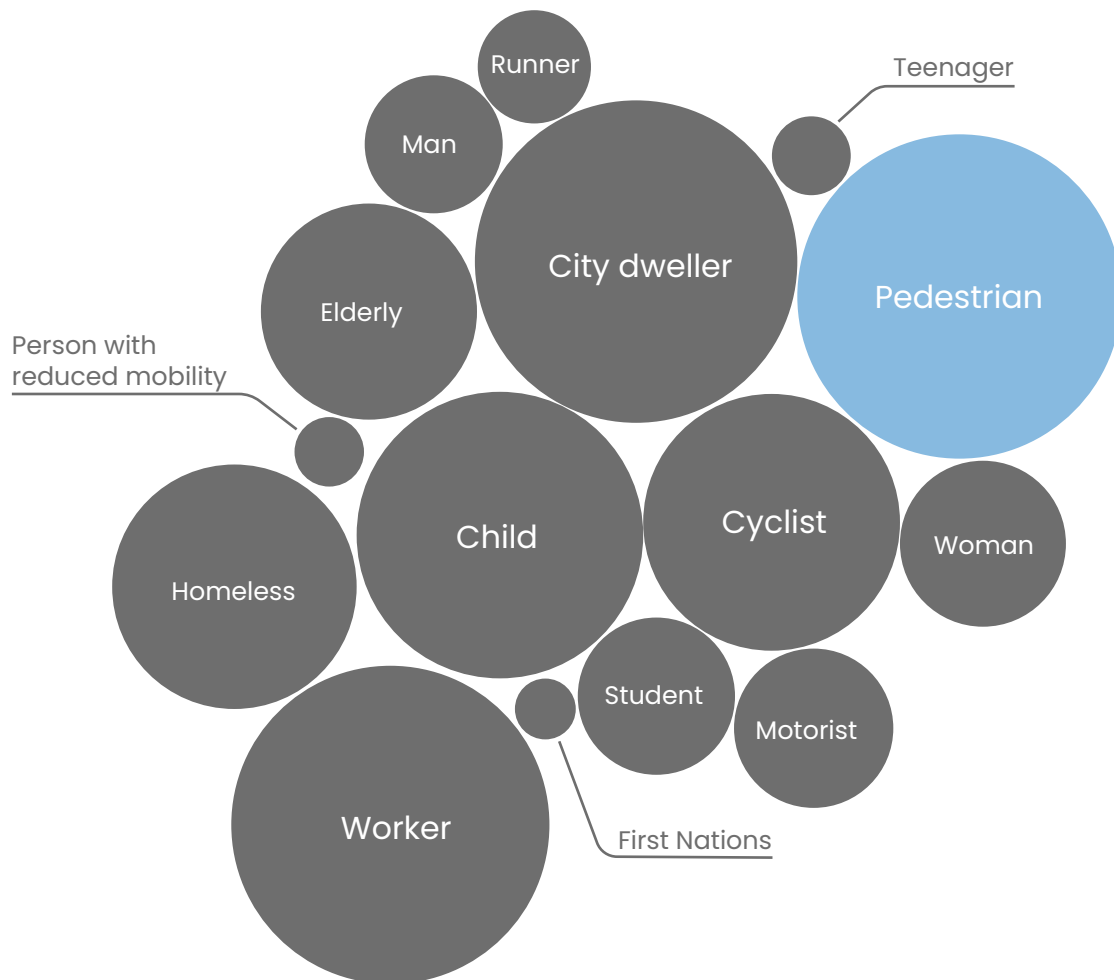 Runner
Teenager
Man
City dweller
Pedestrian
Elderly
Person with
reduced mobility
Child
Cyclist
Woman
Homeless
Student
Motorist
Worker
First Nations